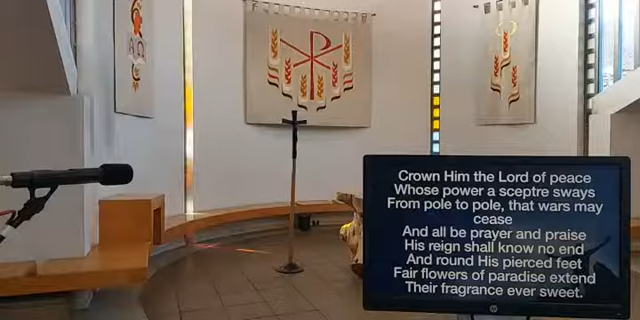 Α Ω
Crown Him the Lord of peace
Whose power a sceptre sways
From pole to pole, that wars may
cease
And all be prayer and praise
His reign shall know no end
And round His pierced feet
Fair flowers of paradise extend
Their fragrance ever sweet.
hp